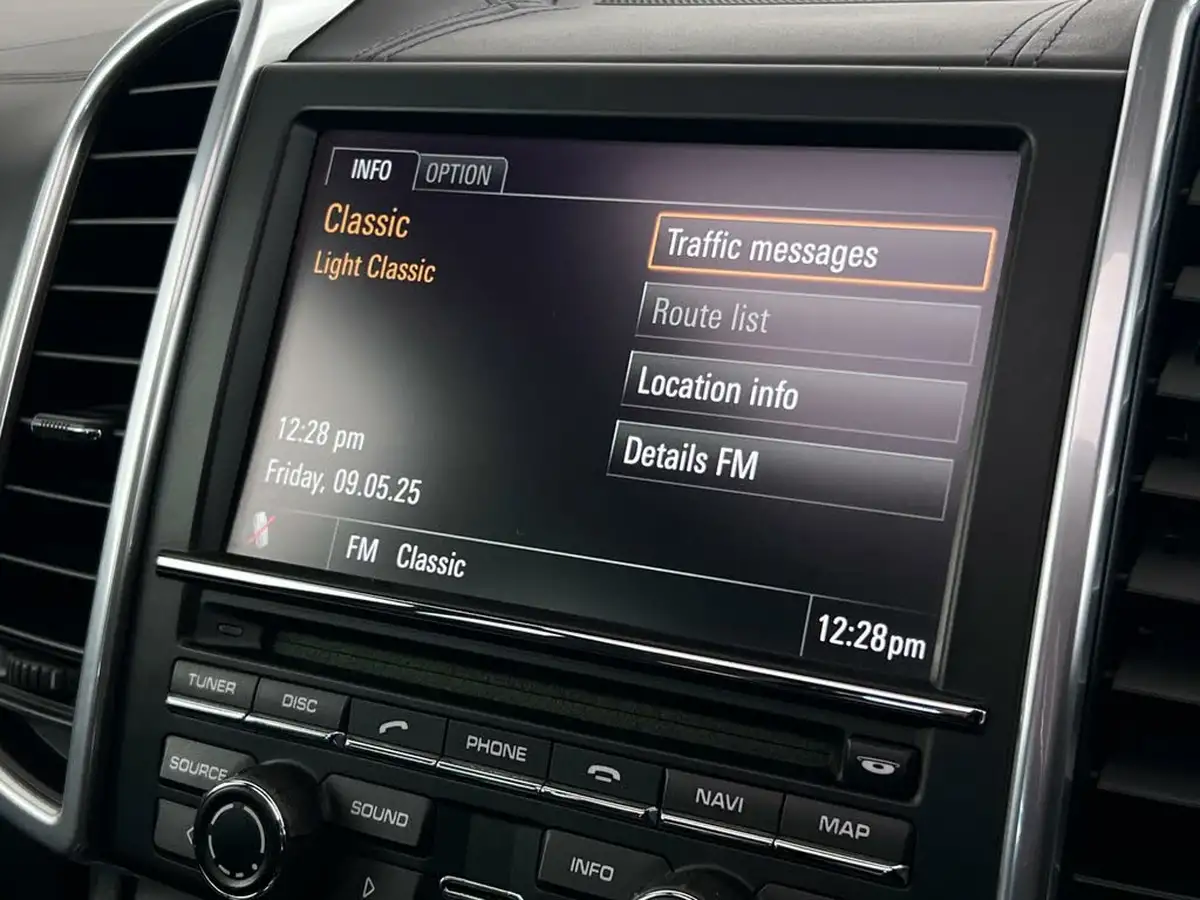 INFO OPTION
Classic
Light Classic
Traffic messages
Route list
Location info
Details FM
12:28 pm
Friday, 09.05.25
FM Classic
12:28pm
TUNER
DISC
PHONE
NAVI
MAP
SOURCE
SOUND
INFO